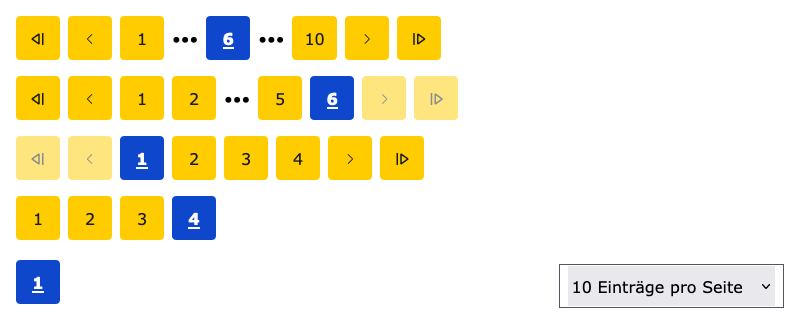 < 1 ••• 6 ••• 10 >
< 1 2 ••• 5 6 >
< 1 2 3 4 >
1 2 3 4
1 10 Einträge pro Seite